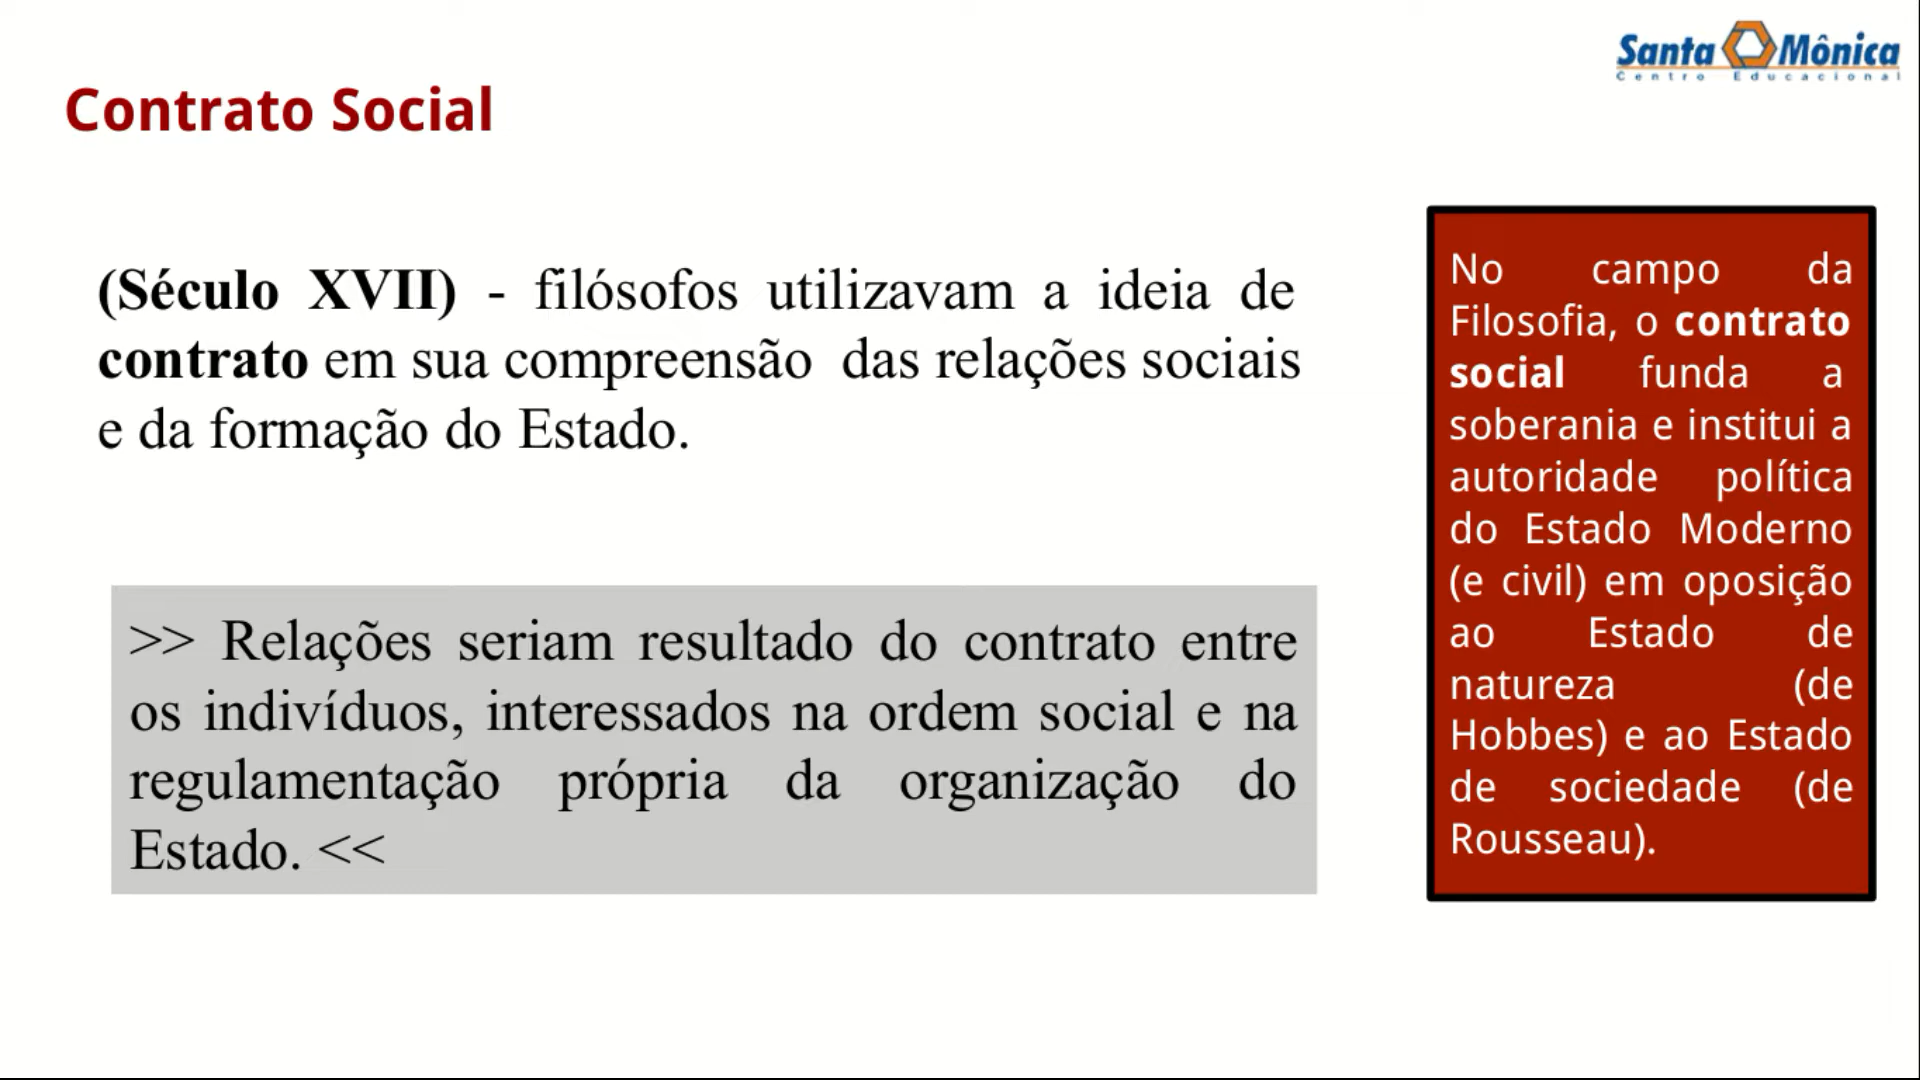 Santa Mônica
Centro Educacional
Contrato Social
(Século XVII) - filósofos utilizavam a ideia de
contrato em sua compreensão das relações sociais
e da formação do Estado.
>> Relações seriam resultado do contrato entre
os indivíduos, interessados na ordem social e na
regulamentação própria da organização do
Estado. <<
No campo da
Filosofia, o contrato
social funda a
soberania e institui a
autoridade política
do Estado Moderno
(e civil) em oposição
ao Estado de
natureza (de
Hobbes) e ao Estado
de sociedade (de
Rousseau).